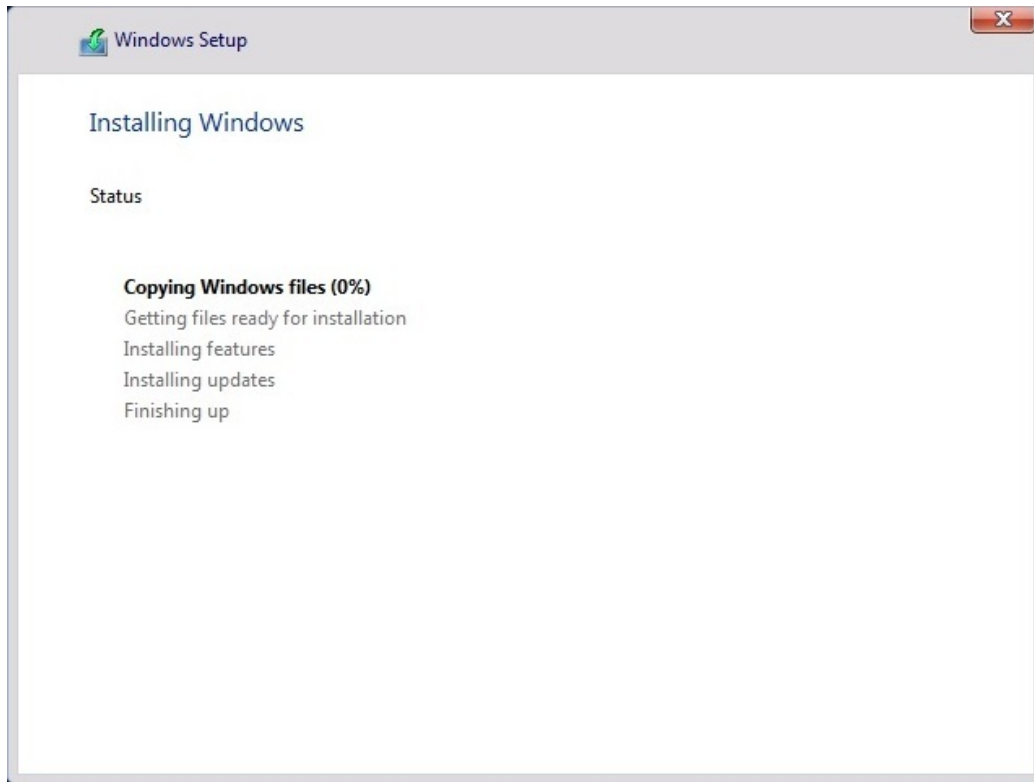 Windows Setup
Installing Windows
Status
Copying Windows files (0%)
Getting files ready for installation
Installing features
Installing updates
Finishing up